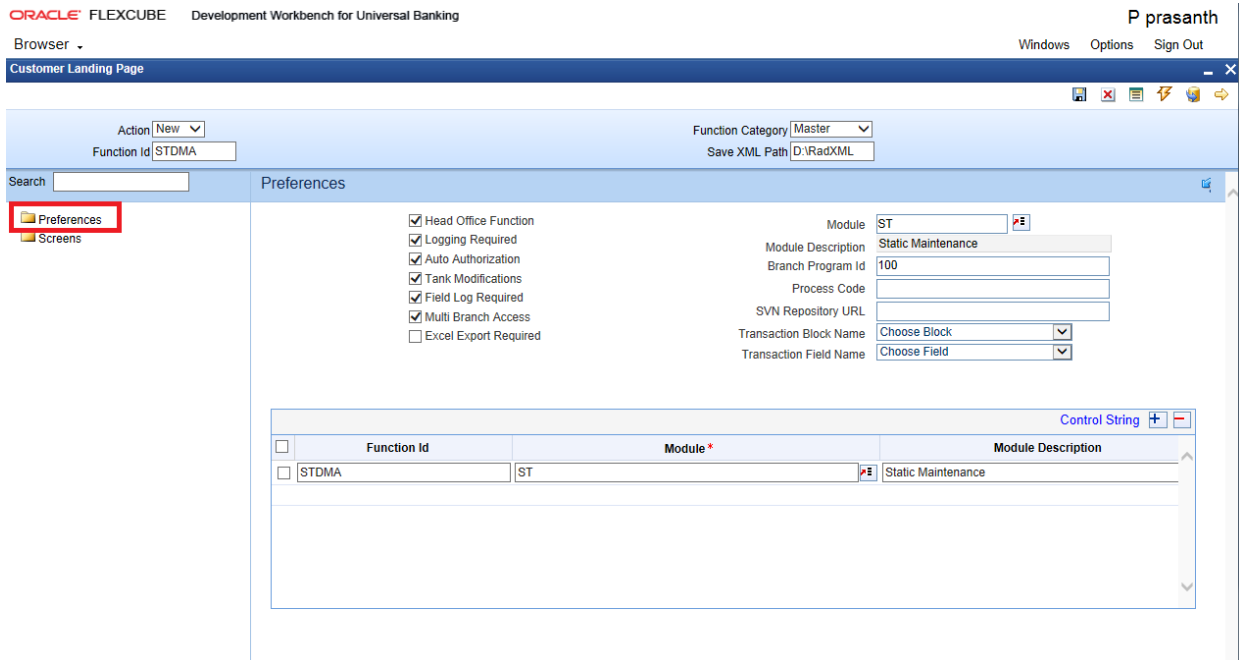 ORACLE FLEXCUBE Development Workbench for Universal Banking P prasanth
Browser Windows Options Sign Out
Customer Landing Page
Action New Function Category Master
Function Id STDMA Save XML Path D:\RadXML
Search Preferences
Preferences
Screens
Head Office Function
Logging Required
Auto Authorization
Tank Modifications
Field Log Required
Multi Branch Access
Excel Export Required
Module ST
Module Description Static Maintenance
Branch Program Id 100
Process Code
SVN Repository URL
Transaction Block Name Choose Block
Transaction Field Name Choose Field
Control String
Function Id Module * Module Description
STDMA ST Static Maintenance